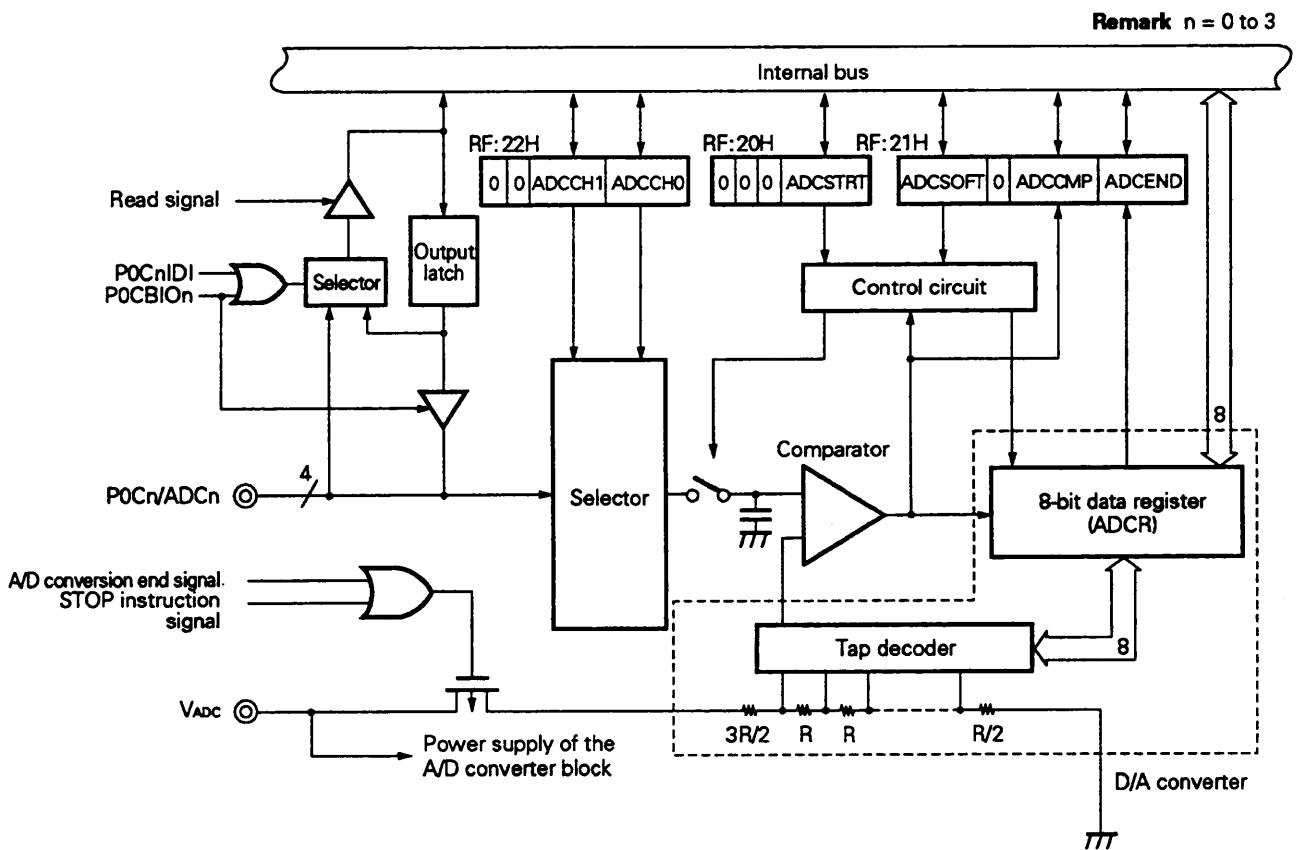 Remark n = 0 to 3
Internal bus
RF: 22H
RF: 20H
RF: 21H
0 0 ADCCH1 ADCCH0
0 0 0 ADCSTRT
ADCSOFT 0 ADCCMP ADCEND
Read signal
Output
latch
P0CnIDI
P0CBIOn
Selector
Control circuit
8
4
P0Cn/ADCn
Selector
Comparator
8-bit data register
(ADCR)
A/D conversion end signal.
STOP instruction
signal
Tap decoder
8
VADC
3R/2 R R R/2
Power supply of the
A/D converter block
D/A converter